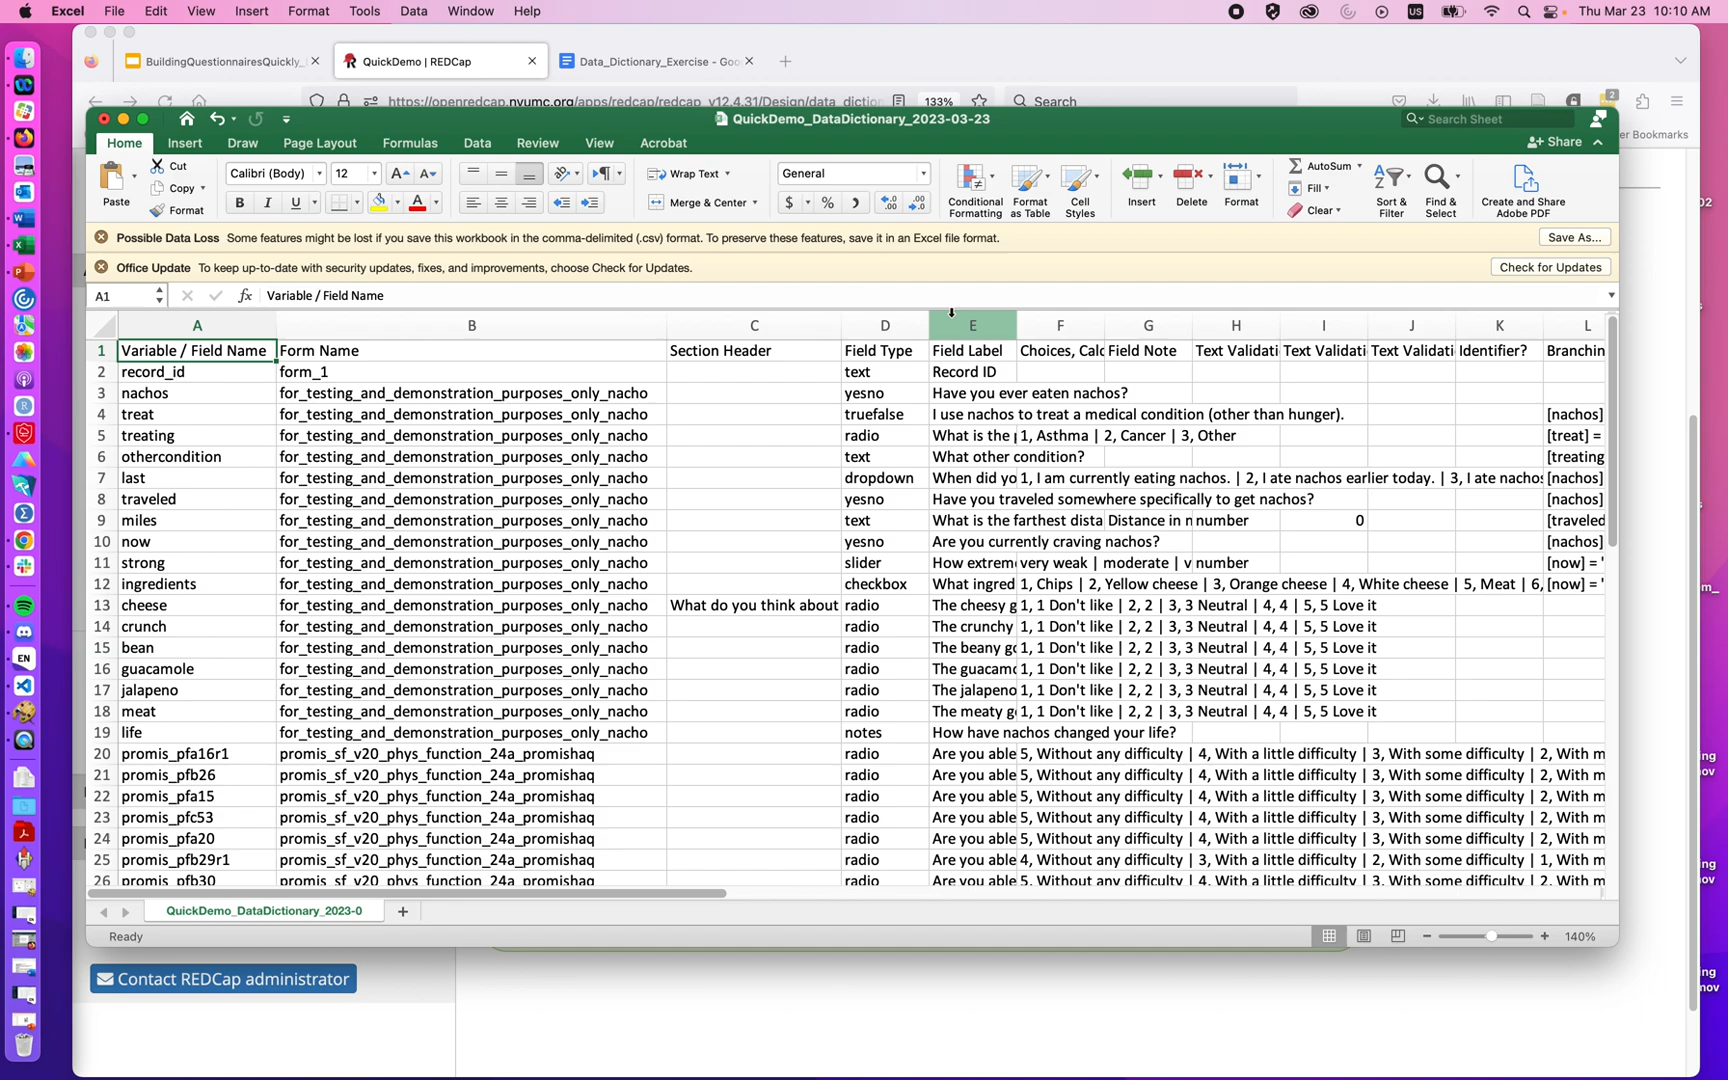 Excel File Edit View Insert Format Tools Data Window Help US Thu Mar 23 10:10 AM
BuildingQuestionnairesQuickly_ QuickDemo | REDCap Data_Dictionary_Exercise - Goo
https://openredcap.nyumc.org/apps/redcap/redcap_v12.4.31/Design/data_diction 133% Search 2
QuickDemo_DataDictionary_2023-03-23 Search Sheet er Bookmarks
Home Insert Draw Page Layout Formulas Data Review View Acrobat Share
Paste Cut Copy Format
Calibri (Body) 12 Wrap Text Merge & Center General
Conditional Formatting Format as Table Cell Styles Insert Delete Format AutoSum Fill Clear Sort & Filter Find & Select Create and Share Adobe PDF
Possible Data Loss Some features might be lost if you save this workbook in the comma-delimited (.csv) format. To preserve these features, save it in an Excel file format. Save As...
Office Update To keep up-to-date with security updates, fixes, and improvements, choose Check for Updates. Check for Updates
A1 fx Variable / Field Name
A B C D E F G H I J K L
1 Variable / Field Name Form Name Section Header Field Type Field Label Choices, Calc Field Note Text Validati Text Validati Text Validati Identifier? Branchin
2 record_id form_1 text Record ID
3 nachos for_testing_and_demonstration_purposes_only_nacho yesno Have you ever eaten nachos?
4 treat for_testing_and_demonstration_purposes_only_nacho truefalse I use nachos to treat a medical condition (other than hunger). [nachos]
5 treating for_testing_and_demonstration_purposes_only_nacho radio What is the 1, Asthma | 2, Cancer | 3, Other [treat] =
6 othercondition for_testing_and_demonstration_purposes_only_nacho text What other condition? [treating
7 last for_testing_and_demonstration_purposes_only_nacho dropdown When did yo 1, I am currently eating nachos. | 2, I ate nachos earlier today. | 3, I ate nachos [nachos]
8 traveled for_testing_and_demonstration_purposes_only_nacho yesno Have you traveled somewhere specifically to get nachos? [nachos]
9 miles for_testing_and_demonstration_purposes_only_nacho text What is the farthest dista Distance in m number 0 [traveled
10 now for_testing_and_demonstration_purposes_only_nacho yesno Are you currently craving nachos? [nachos]
11 strong for_testing_and_demonstration_purposes_only_nacho slider How extrem very weak | moderate | v number [now] = '
12 ingredients for_testing_and_demonstration_purposes_only_nacho checkbox What ingred 1, Chips | 2, Yellow cheese | 3, Orange cheese | 4, White cheese | 5, Meat | 6, [now] = '
13 cheese for_testing_and_demonstration_purposes_only_nacho What do you think about radio The cheesy g 1, 1 Don't like | 2, 2 | 3, 3 Neutral | 4, 4 | 5, 5 Love it
14 crunch for_testing_and_demonstration_purposes_only_nacho radio The crunchy 1, 1 Don't like | 2, 2 | 3, 3 Neutral | 4, 4 | 5, 5 Love it
15 bean for_testing_and_demonstration_purposes_only_nacho radio The beany go 1, 1 Don't like | 2, 2 | 3, 3 Neutral | 4, 4 | 5, 5 Love it
16 guacamole for_testing_and_demonstration_purposes_only_nacho radio The guacamo 1, 1 Don't like | 2, 2 | 3, 3 Neutral | 4, 4 | 5, 5 Love it
17 jalapeno for_testing_and_demonstration_purposes_only_nacho radio The jalapeno 1, 1 Don't like | 2, 2 | 3, 3 Neutral | 4, 4 | 5, 5 Love it
18 meat for_testing_and_demonstration_purposes_only_nacho radio The meaty go 1, 1 Don't like | 2, 2 | 3, 3 Neutral | 4, 4 | 5, 5 Love it
19 life for_testing_and_demonstration_purposes_only_nacho notes How have nachos changed your life?
20 promis_pfa16r1 promis_sf_v20_phys_function_24a_promishaq radio Are you able 5, Without any difficulty | 4, With a little difficulty | 3, With some difficulty | 2, With m
21 promis_pfb26 promis_sf_v20_phys_function_24a_promishaq radio Are you able 5, Without any difficulty | 4, With a little difficulty | 3, With some difficulty | 2, With m
22 promis_pfa15 promis_sf_v20_phys_function_24a_promishaq radio Are you able 5, Without any difficulty | 4, With a little difficulty | 3, With some difficulty | 2, With m
23 promis_pfc53 promis_sf_v20_phys_function_24a_promishaq radio Are you able 5, Without any difficulty | 4, With a little difficulty | 3, With some difficulty | 2, With m
24 promis_pfa20 promis_sf_v20_phys_function_24a_promishaq radio Are you able 5, Without any difficulty | 4, With a little difficulty | 3, With some difficulty | 2, With m
25 promis_pfb29r1 promis_sf_v20_phys_function_24a_promishaq radio Are you able 4, Without any difficulty | 3, With a little difficulty | 2, With some difficulty | 1, With m
26 promis_pfb30 promis_sf_v20_phys_function_24a_promishaq radio Are you able 5, Without any difficulty | 4, With a little difficulty | 3, With some difficulty | 2, With m
QuickDemo_DataDictionary_2023-0
Ready 140%
Contact REDCap administrator